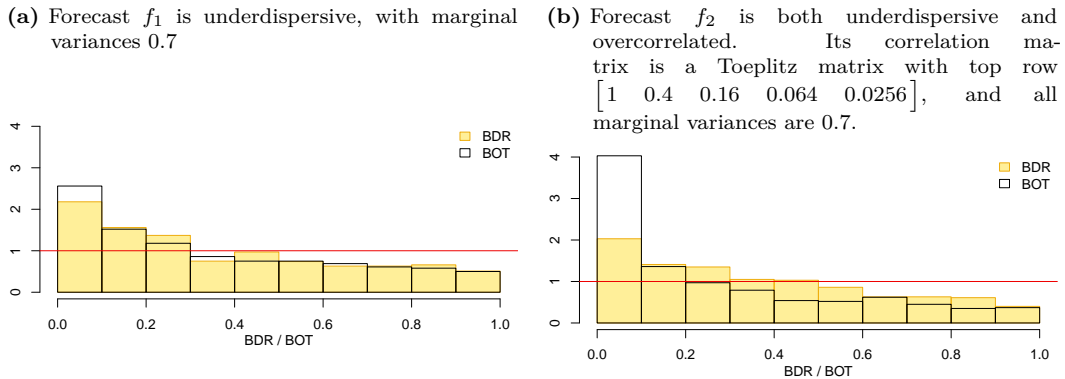 (a) Forecast f₁ is underdispersive, with marginal
variances 0.7
4
3
2
1
0
BDR
BOT
0.0 0.2 0.4 0.6 0.8 1.0
BDR / BOT
(b) Forecast f₂ is both underdispersive and
overcorrelated. Its correlation ma-
trix is a Toeplitz matrix with top row
[1 0.4 0.16 0.064 0.0256], and all
marginal variances are 0.7.
4
3
2
1
0
BDR
BOT
0.0 0.2 0.4 0.6 0.8 1.0
BDR / BOT